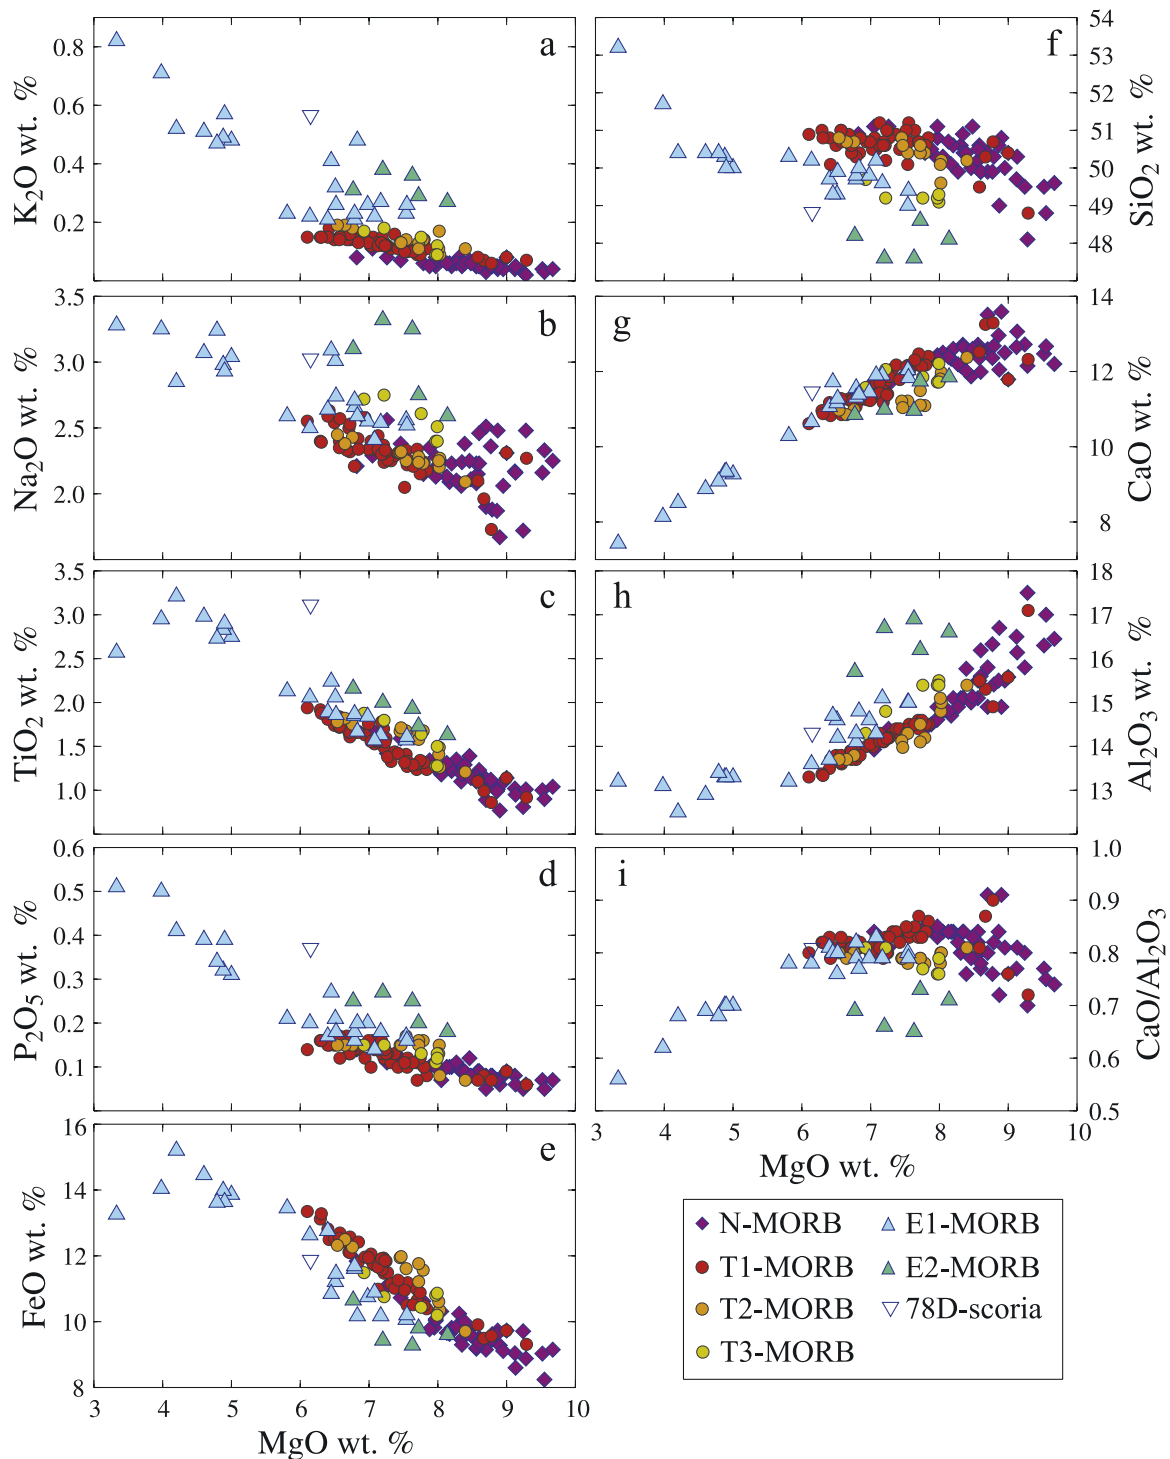 a
K2O wt. %
0.8
0.6
0.4
0.2
b
Na2O wt. %
3.5
3.0
2.5
2.0
c
TiO2 wt. %
3.5
3.0
2.5
2.0
1.5
1.0
d
P2O5 wt. %
0.6
0.5
0.4
0.3
0.2
0.1
e
FeO wt. %
16
14
12
10
8
3 4 5 6 7 8 9 10
MgO wt. %
f
SiO2 wt. %
54
53
52
51
50
49
48
g
CaO wt. %
14
12
10
8
h
Al2O3 wt. %
18
17
16
15
14
13
i
CaO/Al2O3
1.0
0.9
0.8
0.7
0.6
0.5
3 4 5 6 7 8 9 10
MgO wt. %
N-MORB
T1-MORB
T2-MORB
T3-MORB
E1-MORB
E2-MORB
78D-scoria